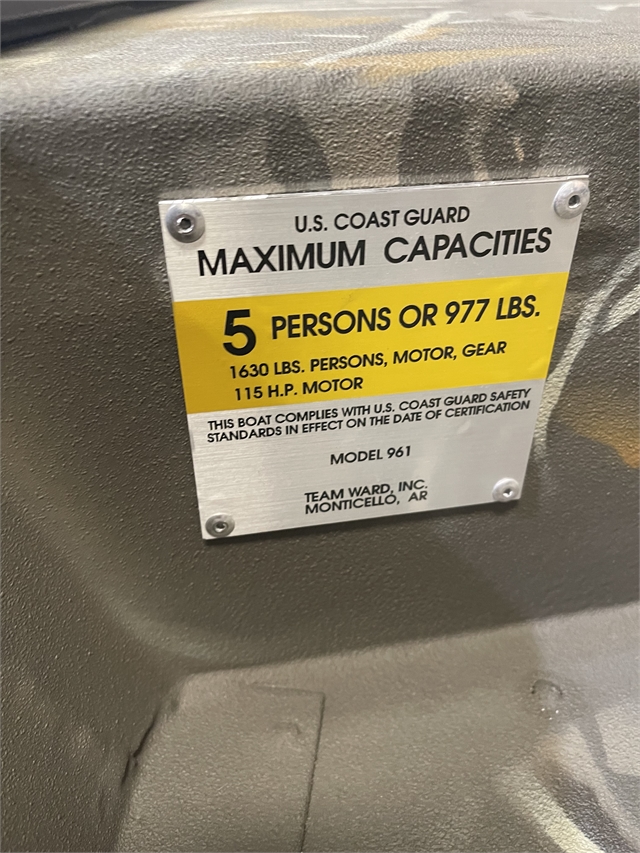 U.S. COAST GUARD
MAXIMUM CAPACITIES
5 PERSONS OR 977 LBS.
1630 LBS. PERSONS, MOTOR, GEAR
115 H.P. MOTOR
THIS BOAT COMPLIES WITH U.S. COAST GUARD SAFETY
STANDARDS IN EFFECT ON THE DATE OF CERTIFICATION
MODEL 961
TEAM WARD, INC.
MONTICELLO, AR